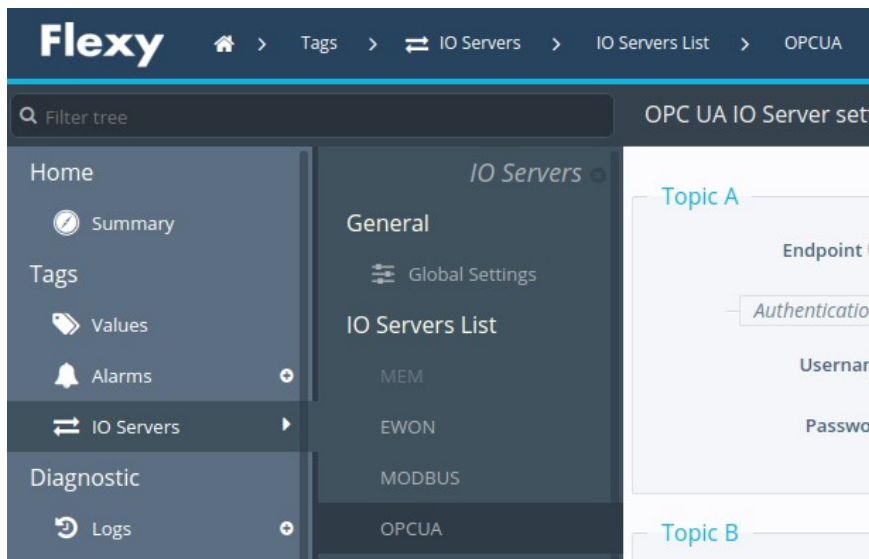 Flexy > Tags > IO Servers > IO Servers List > OPCUA
Filter tree
OPC UA IO Server set
Home
Summary
Tags
Values
Alarms
IO Servers
Diagnostic
Logs
IO Servers
General
Global Settings
IO Servers List
MEM
EWON
MODBUS
OPCUA
Topic A
Endpoint
Authenticatio
Usernar
Passwo
Topic B